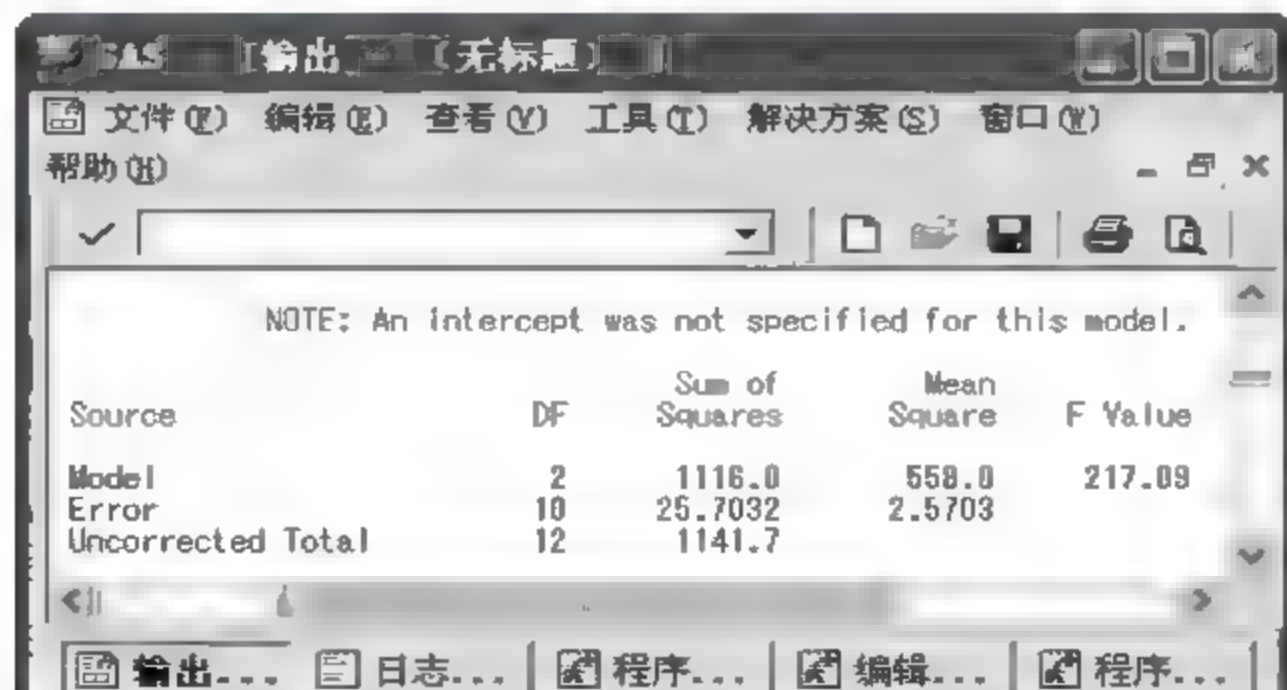 SAS [输出 (无标题)]
文件(F) 编辑(E) 查看(V) 工具(T) 解决方案(S) 窗口(W)
帮助(H)
NOTE: An intercept was not specified for this model.
Sum of Mean
Source DF Squares Square F Value
Model 2 1116.0 558.0 217.09
Error 10 25.7032 2.5703
Uncorrected Total 12 1141.7
输出... 日志... 程序... 编辑... 程序...